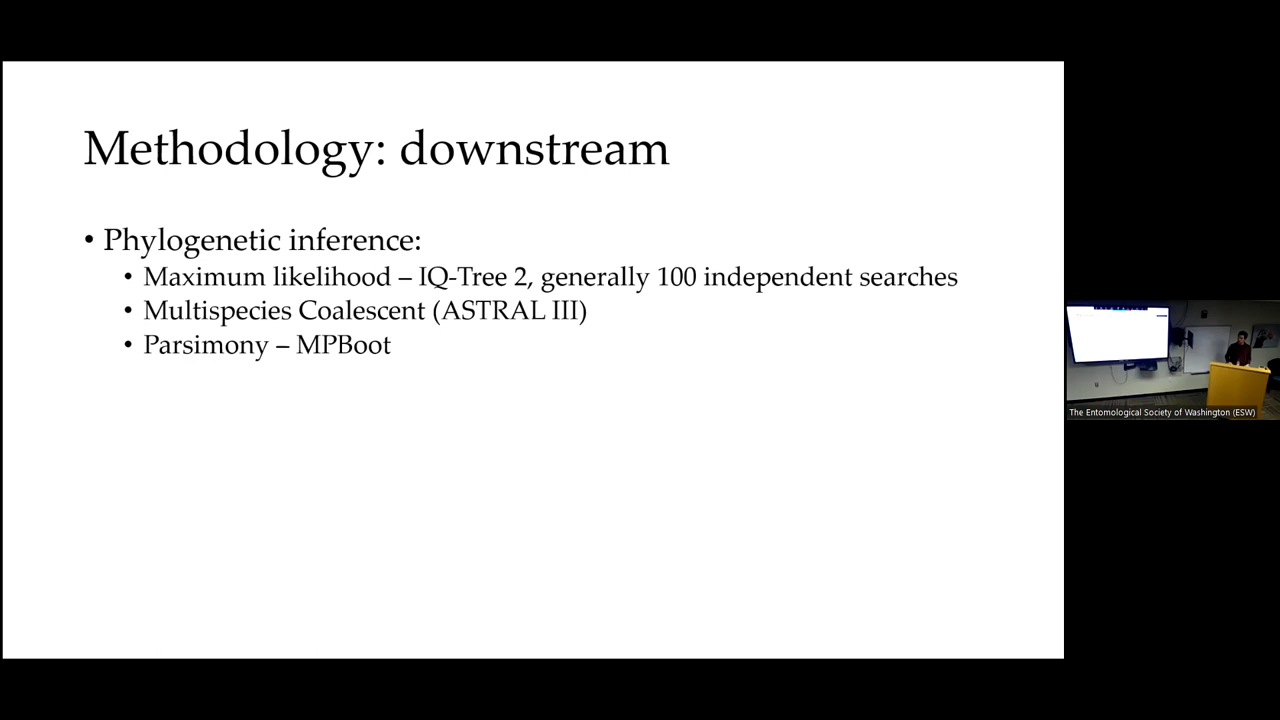 Methodology: downstream
• Phylogenetic inference:
• Maximum likelihood – IQ-Tree 2, generally 100 independent searches
• Multispecies Coalescent (ASTRAL III)
• Parsimony – MPBoot
The Entomological Society of Washington (ESW)